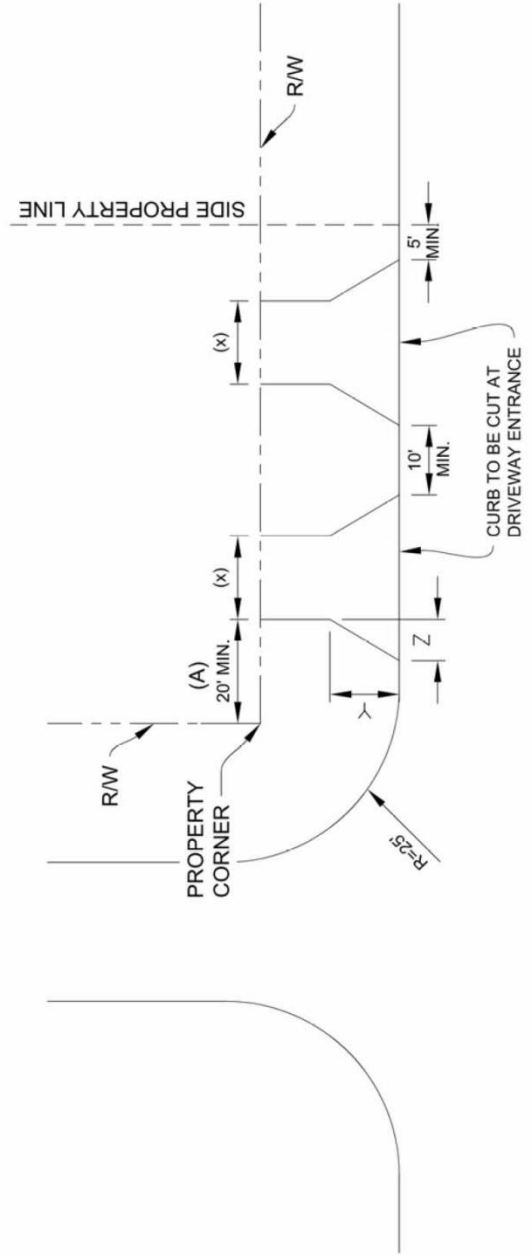 R/W
PROPERTY
CORNER
(A)
20' MIN.
(x)
(x)
SIDE PROPERTY LINE
R/W
R=25'
Y
Z
10'
MIN.
5'
MIN.
CURB TO BE CUT AT
DRIVEWAY ENTRANCE